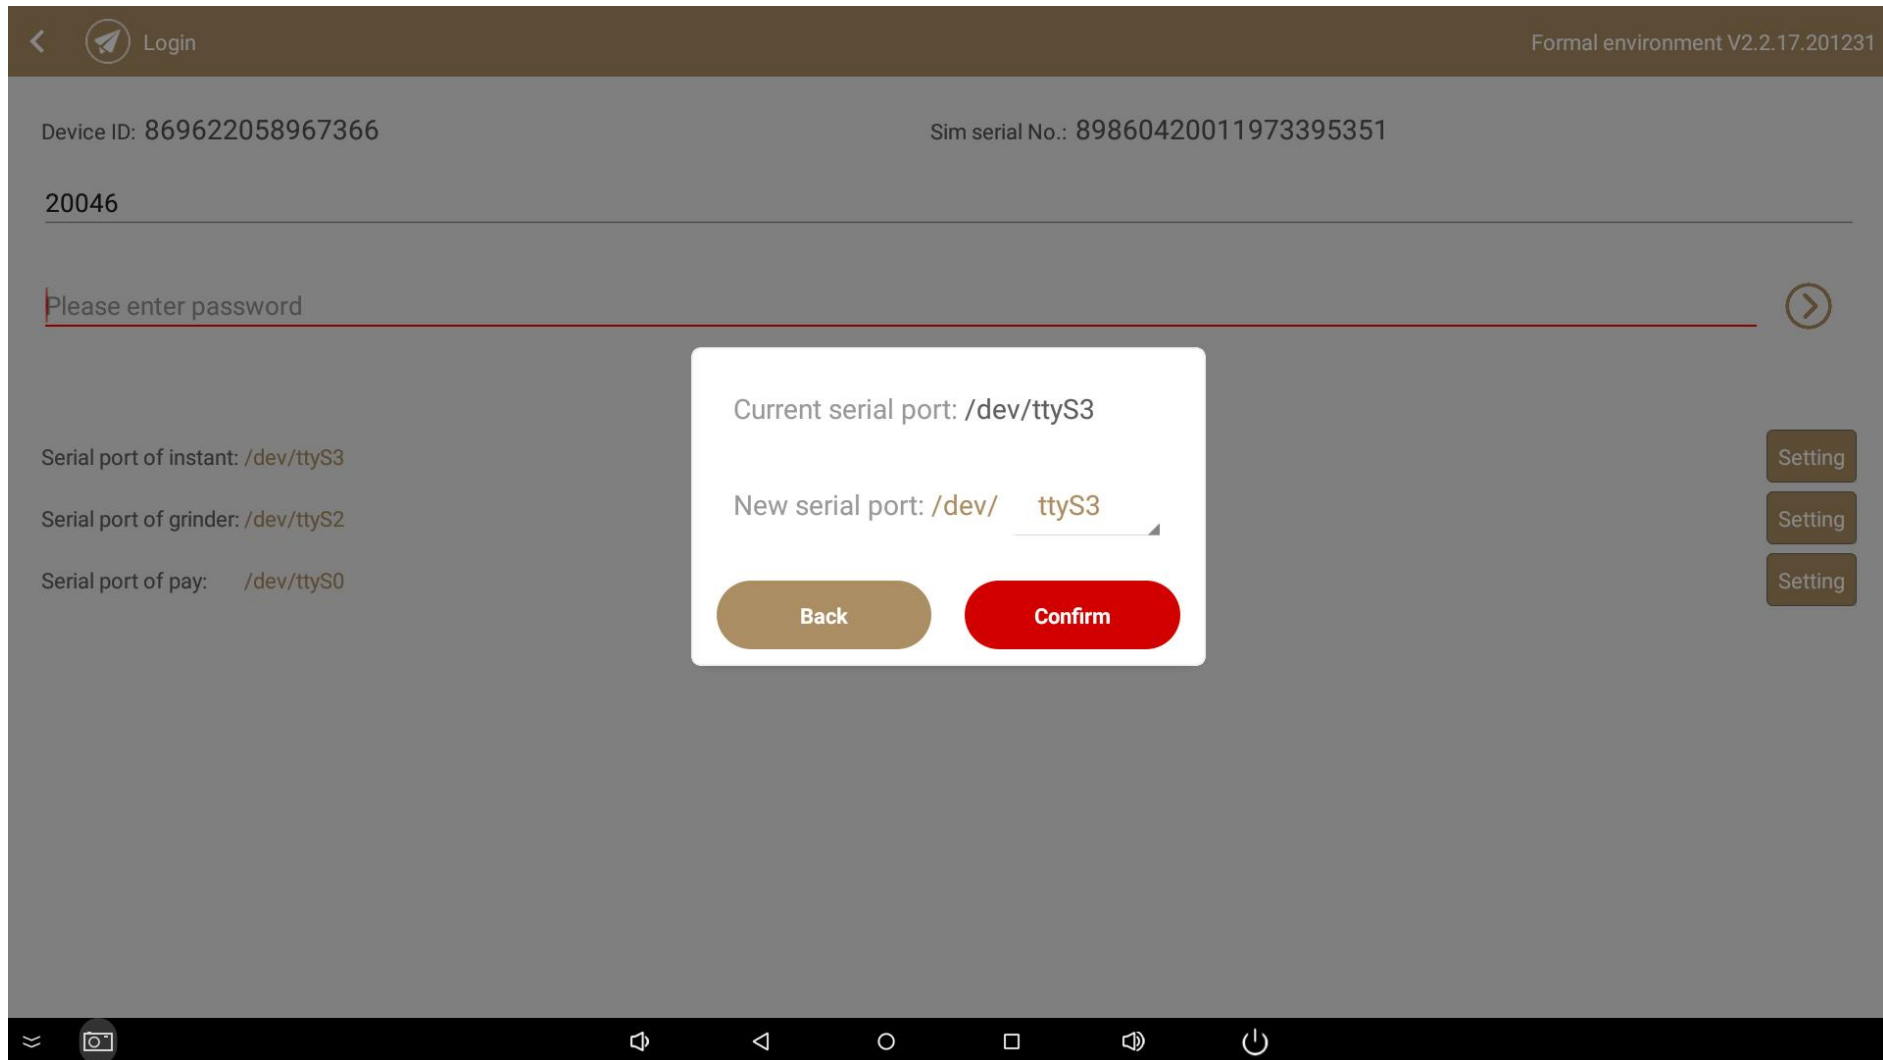 Login
Formal environment V2.2.17.201231
Device ID: 869622058967366
Sim serial No.: 89860420011973395351
20046
Please enter password
Current serial port: /dev/ttyS3
New serial port: /dev/ ttyS3
Back
Confirm
Serial port of instant: /dev/ttyS3
Setting
Serial port of grinder: /dev/ttyS2
Setting
Serial port of pay: /dev/ttyS0
Setting